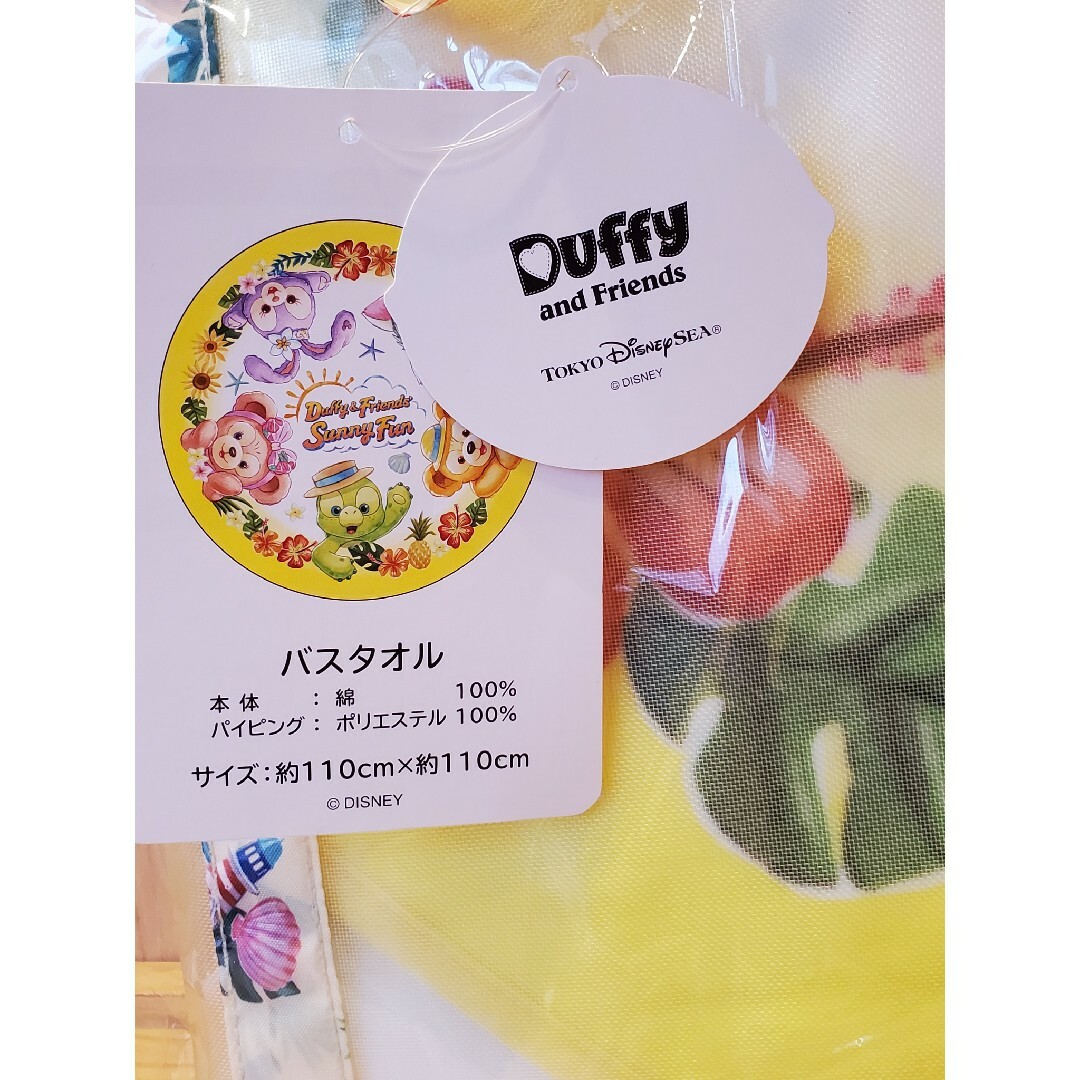 Duffy
and Friends
TOKYO DISNEYSEA®
© DISNEY
Duffy & Friends'
Sunny Fun
バスタオル
本体 : 綿 100%
パイピング : ポリエステル 100%
サイズ:約110cm×約110cm
© DISNEY